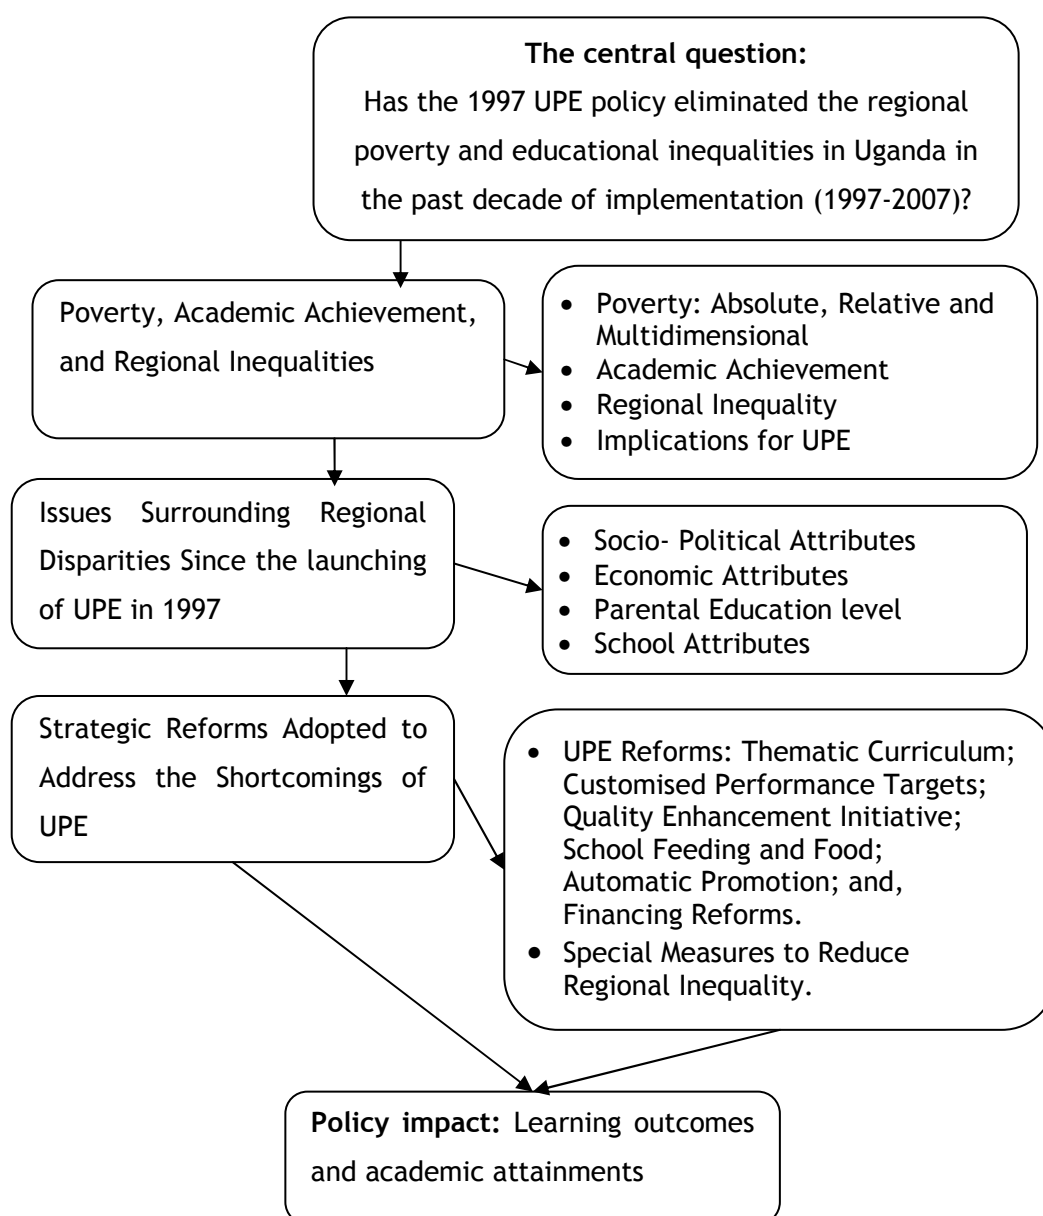 The central question:
Has the 1997 UPE policy eliminated the regional
poverty and educational inequalities in Uganda in
the past decade of implementation (1997-2007)?
Poverty, Academic Achievement,
and Regional Inequalities
• Poverty: Absolute, Relative and
Multidimensional
• Academic Achievement
• Regional Inequality
• Implications for UPE
Issues Surrounding Regional
Disparities Since the launching
of UPE in 1997
• Socio- Political Attributes
• Economic Attributes
• Parental Education level
• School Attributes
Strategic Reforms Adopted to
Address the Shortcomings of
UPE
• UPE Reforms: Thematic Curriculum;
Customised Performance Targets;
Quality Enhancement Initiative;
School Feeding and Food;
Automatic Promotion; and,
Financing Reforms.
• Special Measures to Reduce
Regional Inequality.
Policy impact: Learning outcomes
and academic attainments